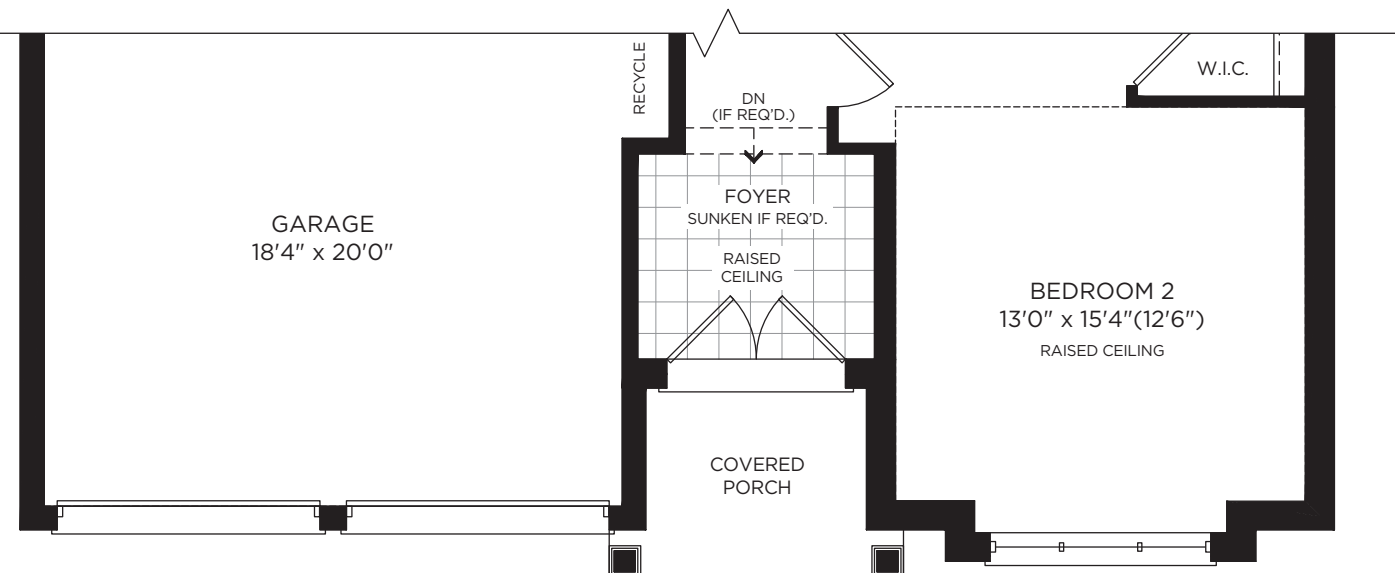 RECYCLE
W.I.C.
DN
(IF REQ'D.)
FOYER
SUNKEN IF REQ'D.
RAISED
CEILING
GARAGE
18'4" x 20'0"
BEDROOM 2
13'0" x 15'4"(12'6")
RAISED CEILING
COVERED
PORCH